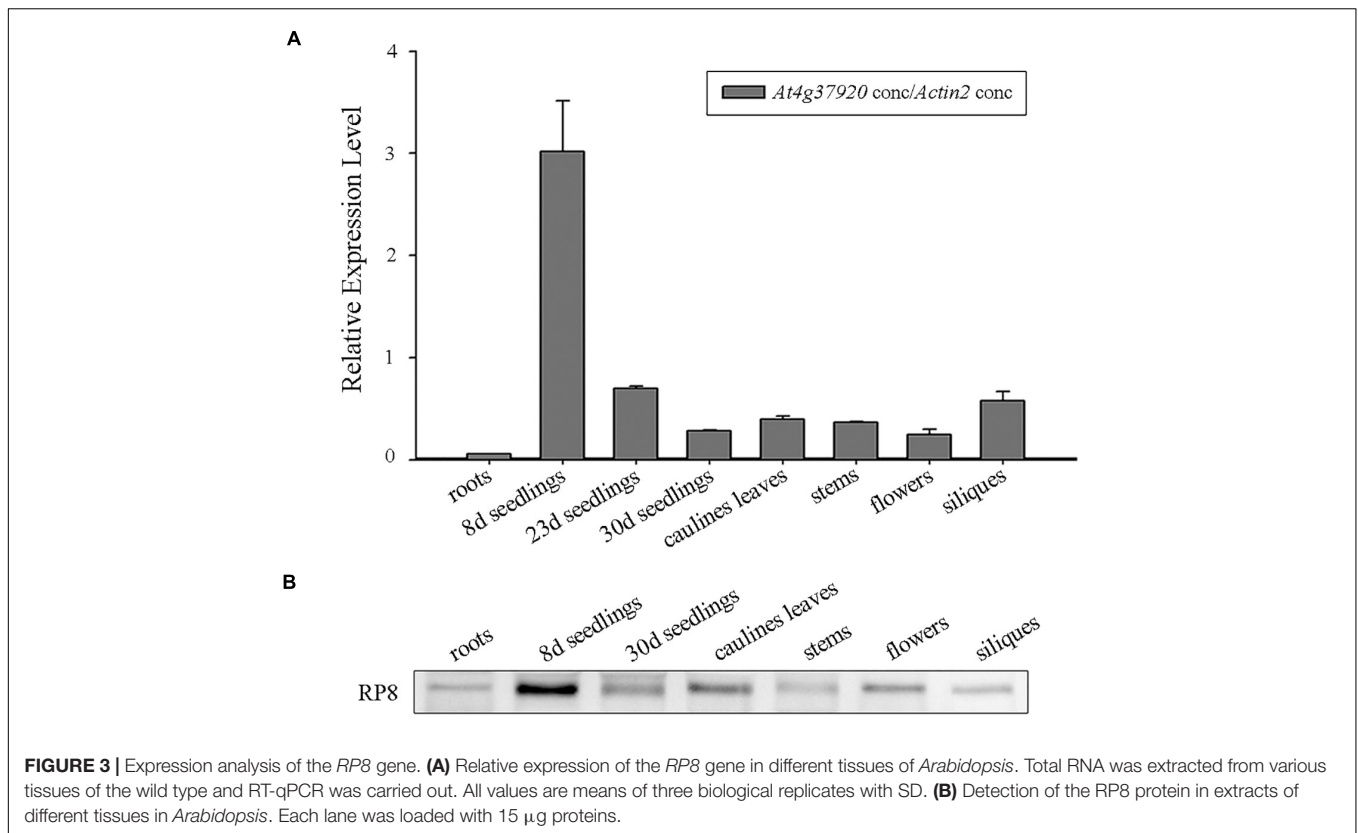 A
4
At4g37920 conc/Actin2 conc
3
2
1
0
Relative Expression Level
roots
8d seedlings
23d seedlings
30d seedlings
caulines leaves
stems
flowers
siliques
B
roots
8d seedlings
30d seedlings
caulines leaves
stems
flowers
siliques
RP8
FIGURE 3 | Expression analysis of the RP8 gene. (A) Relative expression of the RP8 gene in different tissues of Arabidopsis. Total RNA was extracted from various
tissues of the wild type and RT-qPCR was carried out. All values are means of three biological replicates with SD. (B) Detection of the RP8 protein in extracts of
different tissues in Arabidopsis. Each lane was loaded with 15 μg proteins.